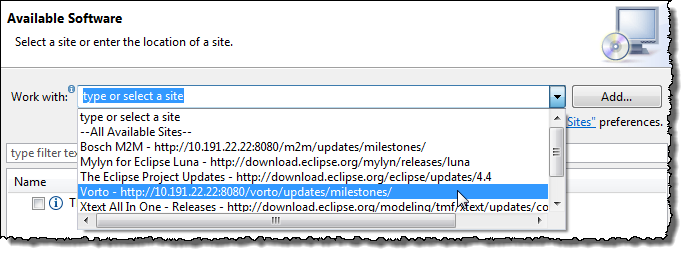 Available Software
Select a site or enter the location of a site.
Work with: type or select a site Add...
type or select a site
--All Available Sites--
Sites" preferences.
Bosch M2M - http://10.191.22.22:8080/m2m/updates/milestones/
Mylyn for Eclipse Luna - http://download.eclipse.org/mylyn/releases/luna
type filter
The Eclipse Project Updates - http://download.eclipse.org/eclipse/updates/4.4
Name
Vorto - http://10.191.22.22:8080/vorto/updates/milestones/
Xtext All In One - Releases - http://download.eclipse.org/modeling/tmf/xtext/updates/co